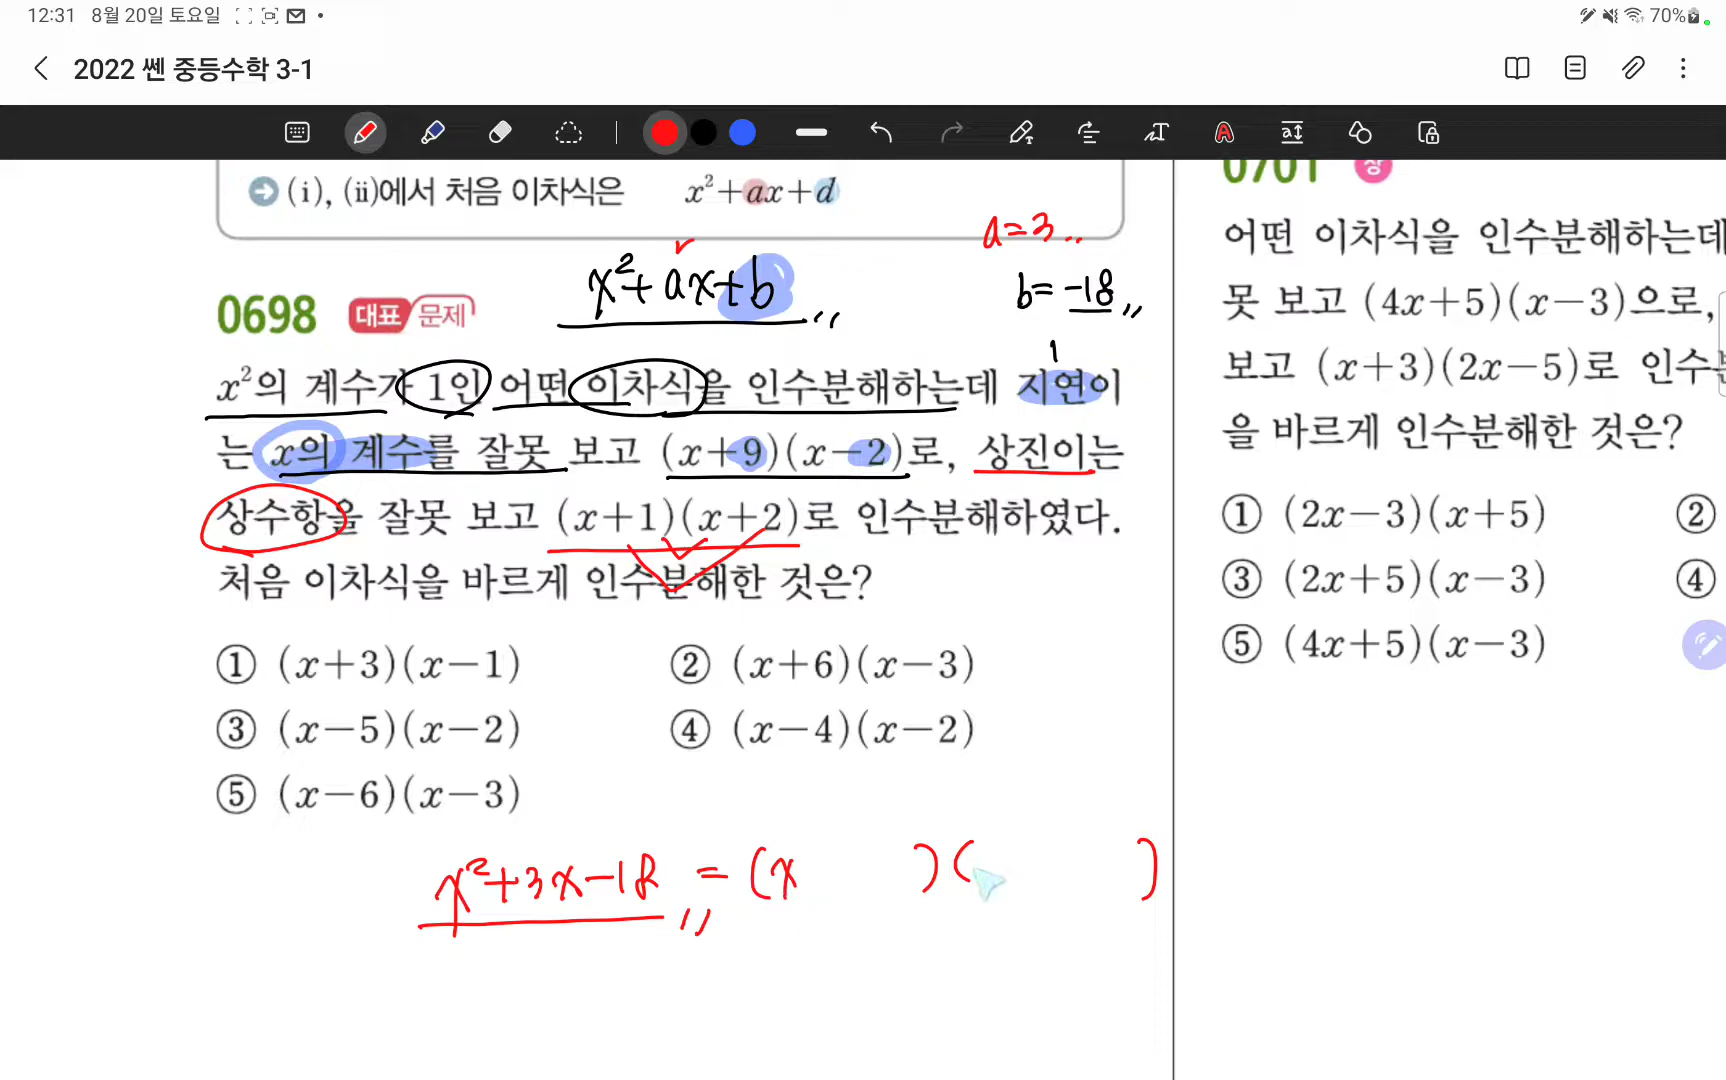 12:31 8월 20일 토요일
70%
2022 쎈 중등수학 3-1
➔ (ⅰ), (ⅱ)에서 처음 이차식은 x²+ax+d
a=3
x²+ax+b
b=-18
0698 대표 문제
1
x²의 계수가 1인 어떤 이차식을 인수분해하는데 지연이
는 x의 계수를 잘못 보고 (x+9)(x-2)로, 상진이는
상수항을 잘못 보고 (x+1)(x+2)로 인수분해하였다.
처음 이차식을 바르게 인수분해한 것은?
① (x+3)(x-1) ② (x+6)(x-3)
③ (x-5)(x-2) ④ (x-4)(x-2)
⑤ (x-6)(x-3)
x²+3x-18 = (x )( )
0701 상
어떤 이차식을 인수분해하는데
못 보고 (4x+5)(x-3)으로,
보고 (x+3)(2x-5)로 인수
을 바르게 인수분해한 것은?
① (2x-3)(x+5) ②
③ (2x+5)(x-3) ④
⑤ (4x+5)(x-3)